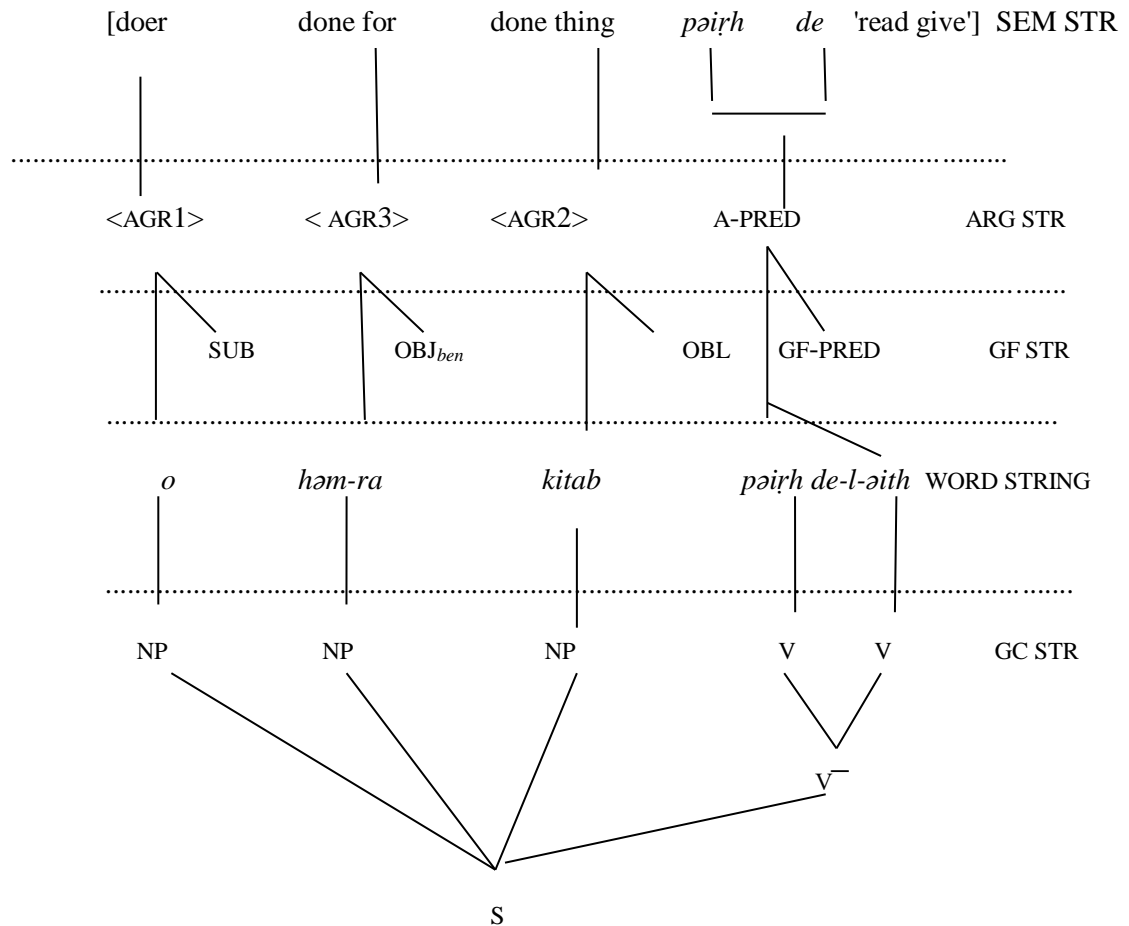 [doer done for done thing pəiṛh de 'read give'] SEM STR
<AGR1> < AGR3> <AGR2> A-PRED ARG STR
SUB OBJben OBL GF-PRED GF STR
o həm-ra kitab pəiṛh de-l-əith WORD STRING
NP NP NP V V GC STR
V¯
S